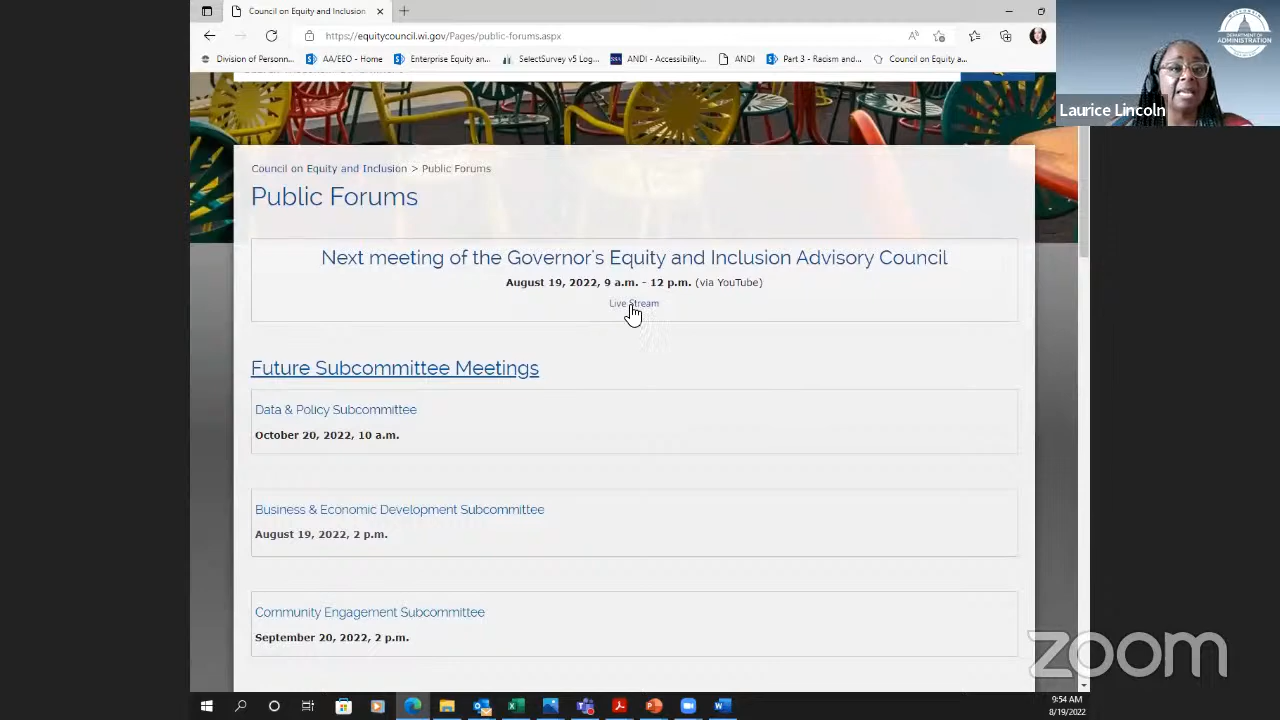 Council on Equity and Inclusion
https://equitycouncil.wi.gov/Pages/public-forums.aspx
Division of Personn...
AA/EEO - Home
Enterprise Equity an...
SelectSurvey v5 Log...
ANDI - Accessibility...
ANDI
Part 3 - Racism and...
Council on Equity a...
WISCONSIN
DEPARTMENT OF
ADMINISTRATION
Laurice Lincoln
Council on Equity and Inclusion > Public Forums
Public Forums
Next meeting of the Governor's Equity and Inclusion Advisory Council
August 19, 2022, 9 a.m. - 12 p.m. (via YouTube)
Live Stream
Future Subcommittee Meetings
Data & Policy Subcommittee
October 20, 2022, 10 a.m.
Business & Economic Development Subcommittee
August 19, 2022, 2 p.m.
Community Engagement Subcommittee
September 20, 2022, 2 p.m.
zoom
9:54 AM
8/19/2022